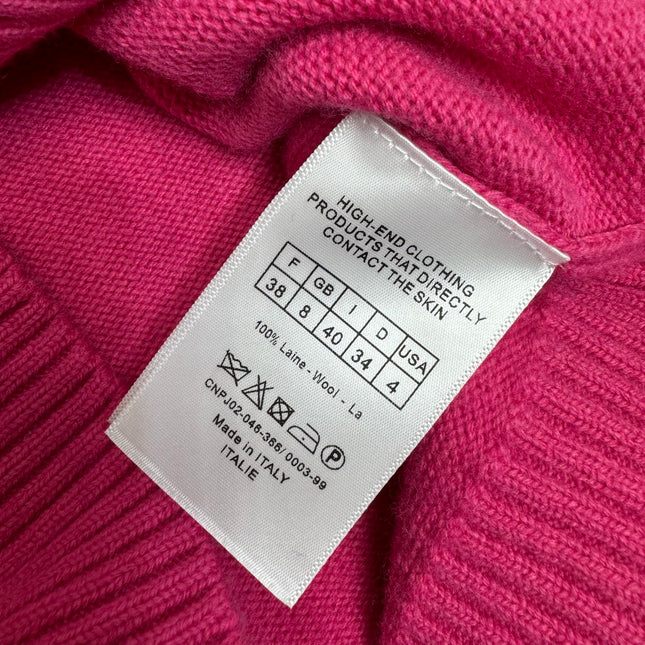 HIGH-END CLOTHING
PRODUCTS THAT DIRECTLY
CONTACT THE SKIN
F GB I D USA
38 8 40 34 4
100% Laine - Wool - La
P
CNPJ02-046-366/ 0003-99
Made in ITALY
ITALIE